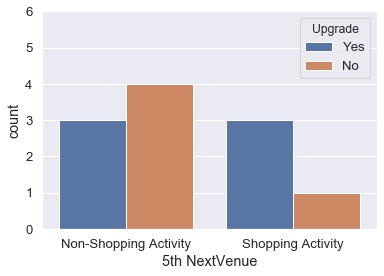 6
5
4
3
2
1
0
count
Upgrade
Yes
No
Non-Shopping Activity
Shopping Activity
5th NextVenue